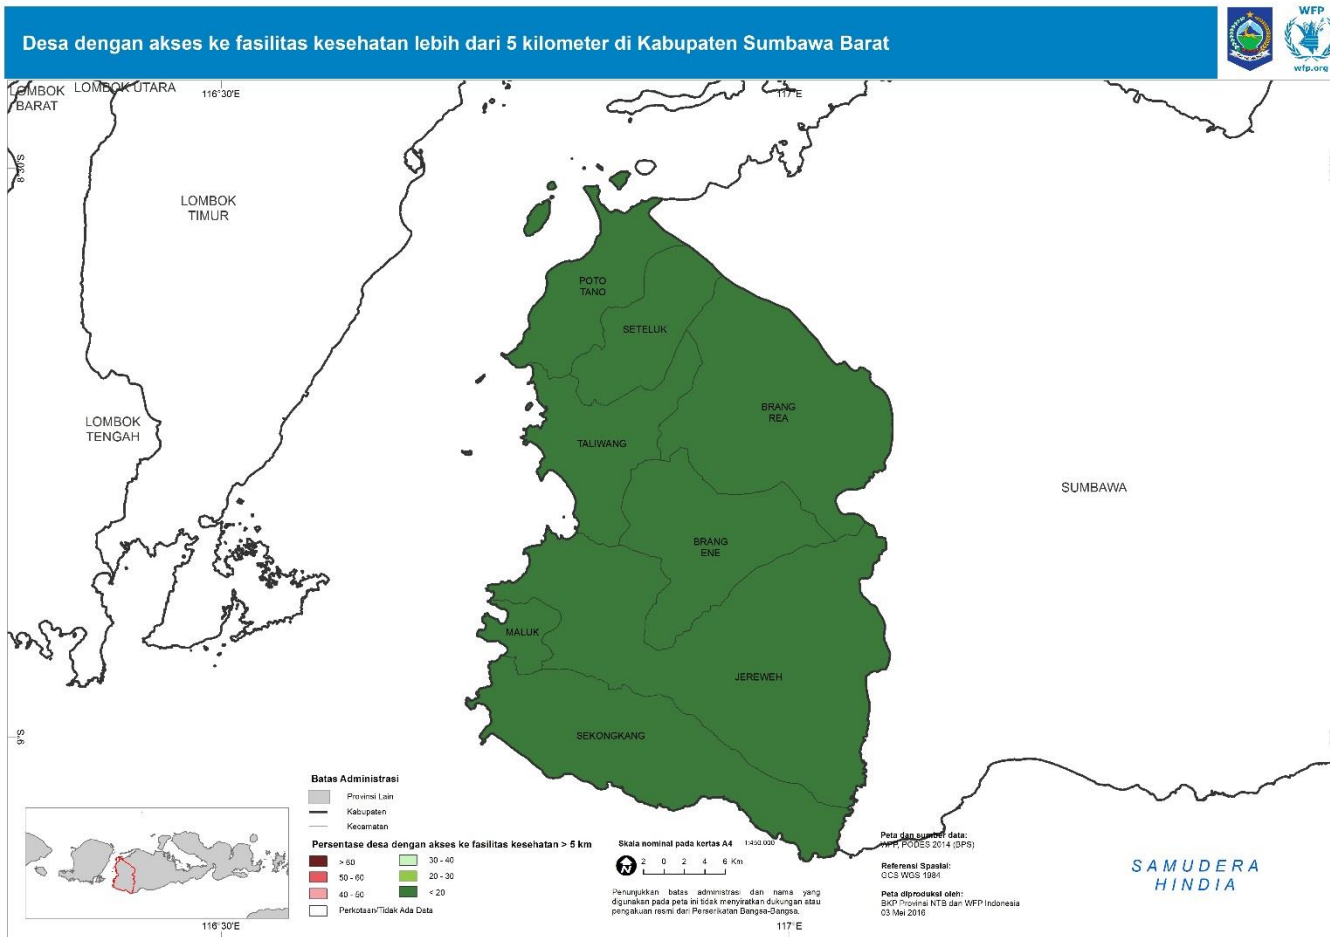 Desa dengan akses ke fasilitas kesehatan lebih dari 5 kilometer di Kabupaten Sumbawa Barat
WFP
wfp.org
LOMBOK
BARAT
LOMBOK UTARA
116°30'E
117°E
8°30'S
LOMBOK
TIMUR
POTO
TANO
SETELUK
BRANG
REA
LOMBOK
TENGAH
TALIWANG
SUMBAWA
BRANG
ENE
MALUK
JEREWEH
SEKONGKANG
9°S
Batas Administrasi
Provinsi Lain
Kabupaten
Kecamatan
Persentase desa dengan akses ke fasilitas kesehatan > 5 km
> 60
50 - 60
40 - 50
30 - 40
20 - 30
< 20
Perkotaan/Tidak Ada Data
Skala nominal pada kertas A4 1:450.000
2 0 2 4 6 Km
Penunjukkan batas administrasi dan nama yang
digunakan pada peta ini tidak menyiratkan dukungan atau
pengakuan resmi dari Perserikatan Bangsa-Bangsa.
Peta dan sumber data:
WFP, PODES 2014 (BPS)
Referensi Spasial:
GCS WGS 1984
Peta diproduksi oleh:
BKP Provinsi NTB dan WFP Indonesia
03 Mei 2016
SAMUDERA
HINDIA
116°30'E
117°E